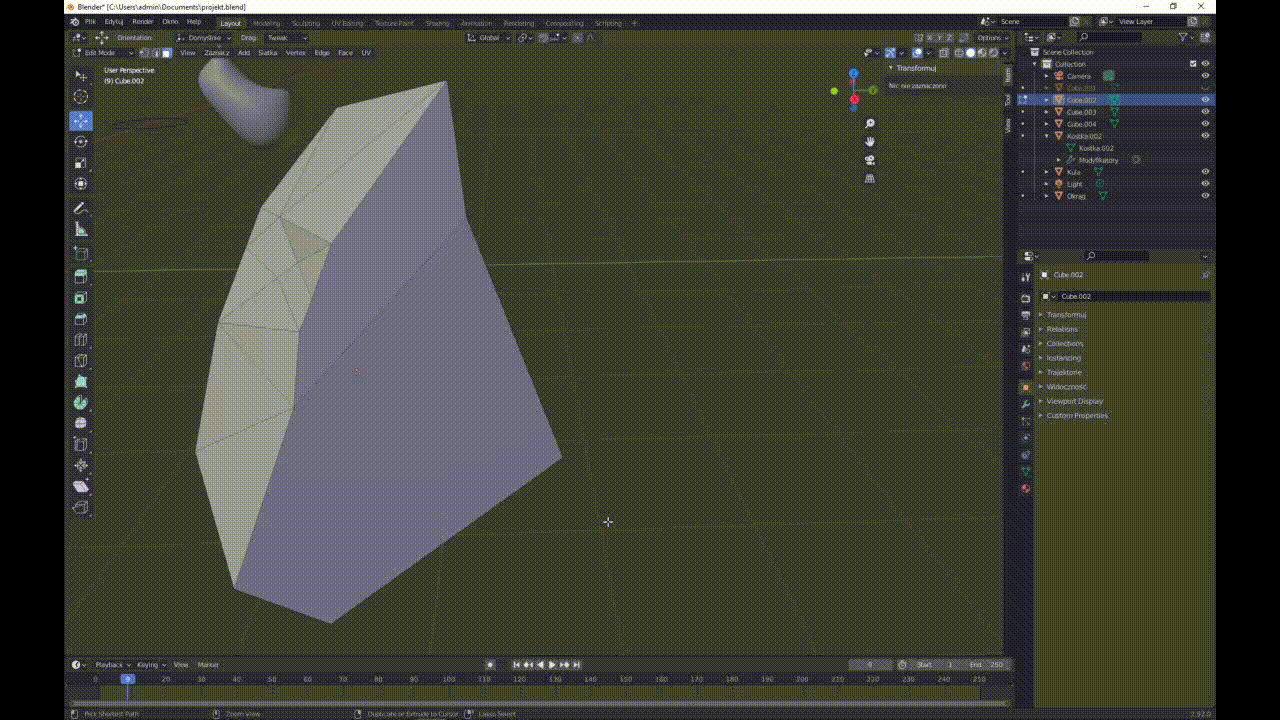 Blender* [C:\Users\admin\Documents\projekt.blend]
Plik Edytuj Render Okno Help Layout Modeling Sculpting UV Editing Texture Paint Shading Animation Rendering Compositing Scripting + Scene View Layer
Orientation: Domyślne Drag: Tweak Global Options
Edit Mode View Zaznacz Add Siatka Vertex Edge Face UV
User Perspective
(9) Cube.002
Transformuj
Nic nie zaznaczono
Item
Tool
View
X Y Z
Scene Collection
Collection
Camera
Cube.001
Cube.002
Cube.003
Cube.004
Kostka.002
Kostka.002
Modyfikatory
Kula
Light
Okrąg
Cube.002
Cube.002
Transformuj
Relations
Collections
Instancing
Trajektorie
Widoczność
Viewport Display
Custom Properties
Playback Keying View Marker 9 Start 1 End 250
0 9 20 30 40 50 60 70 80 90 100 110 120 130 140 150 160 170 180 190 200 210 220 230 240 250
Pick Shortest Path Zoom View Duplicate or Extrude to Cursor Lasso Select 2.92.0